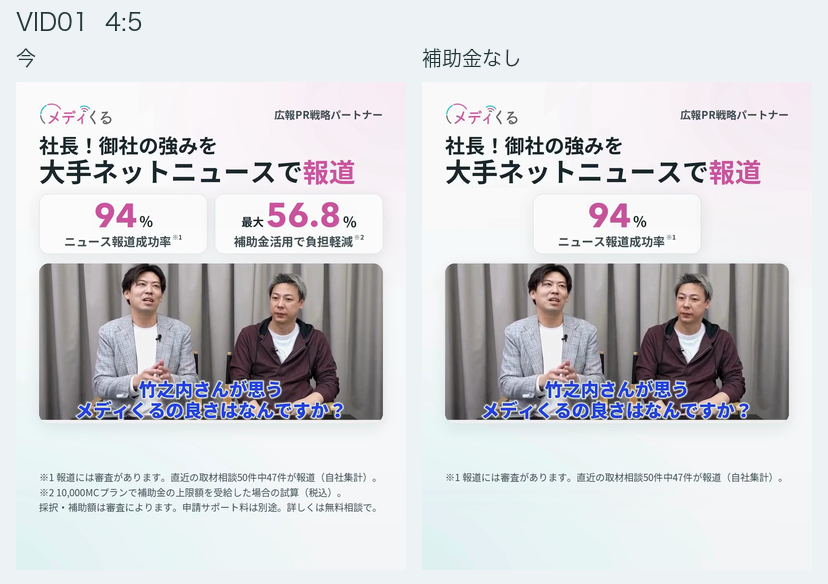 VID01 4:5
今
メディくる
広報PR戦略パートナー
社長！御社の強みを
大手ネットニュースで報道
94%
ニュース報道成功率※1
最大56.8%
補助金活用で負担軽減※2
竹之内さんが思う
メディくるの良さはなんですか？
※1 報道には審査があります。直近の取材相談50件中47件が報道（自社集計）。
※2 10,000MCプランで補助金の上限額を受給した場合の試算（税込）。
採択・補助額は審査によります。申請サポート料は別途。詳しくは無料相談で。
補助金なし
メディくる
広報PR戦略パートナー
社長！御社の強みを
大手ネットニュースで報道
94%
ニュース報道成功率※1
竹之内さんが思う
メディくるの良さはなんですか？
※1 報道には審査があります。直近の取材相談50件中47件が報道（自社集計）。